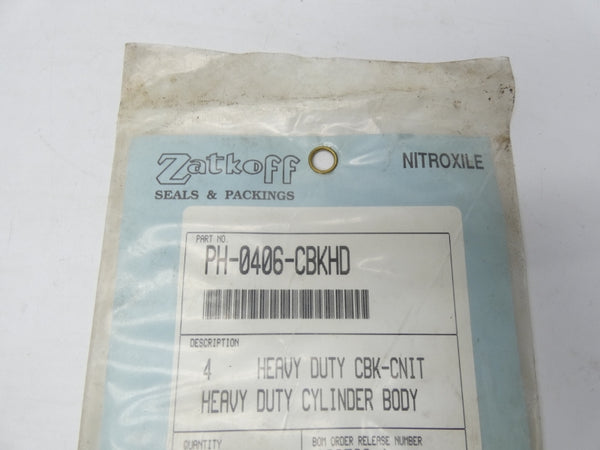 Zatkoff
NITROXILE
SEALS & PACKINGS
PART NO.
PH-0406-CBKHD
DESCRIPTION
4 HEAVY DUTY CBK-CNIT
HEAVY DUTY CYLINDER BODY
QUANTITY
BOM ORDER RELEASE NUMBER